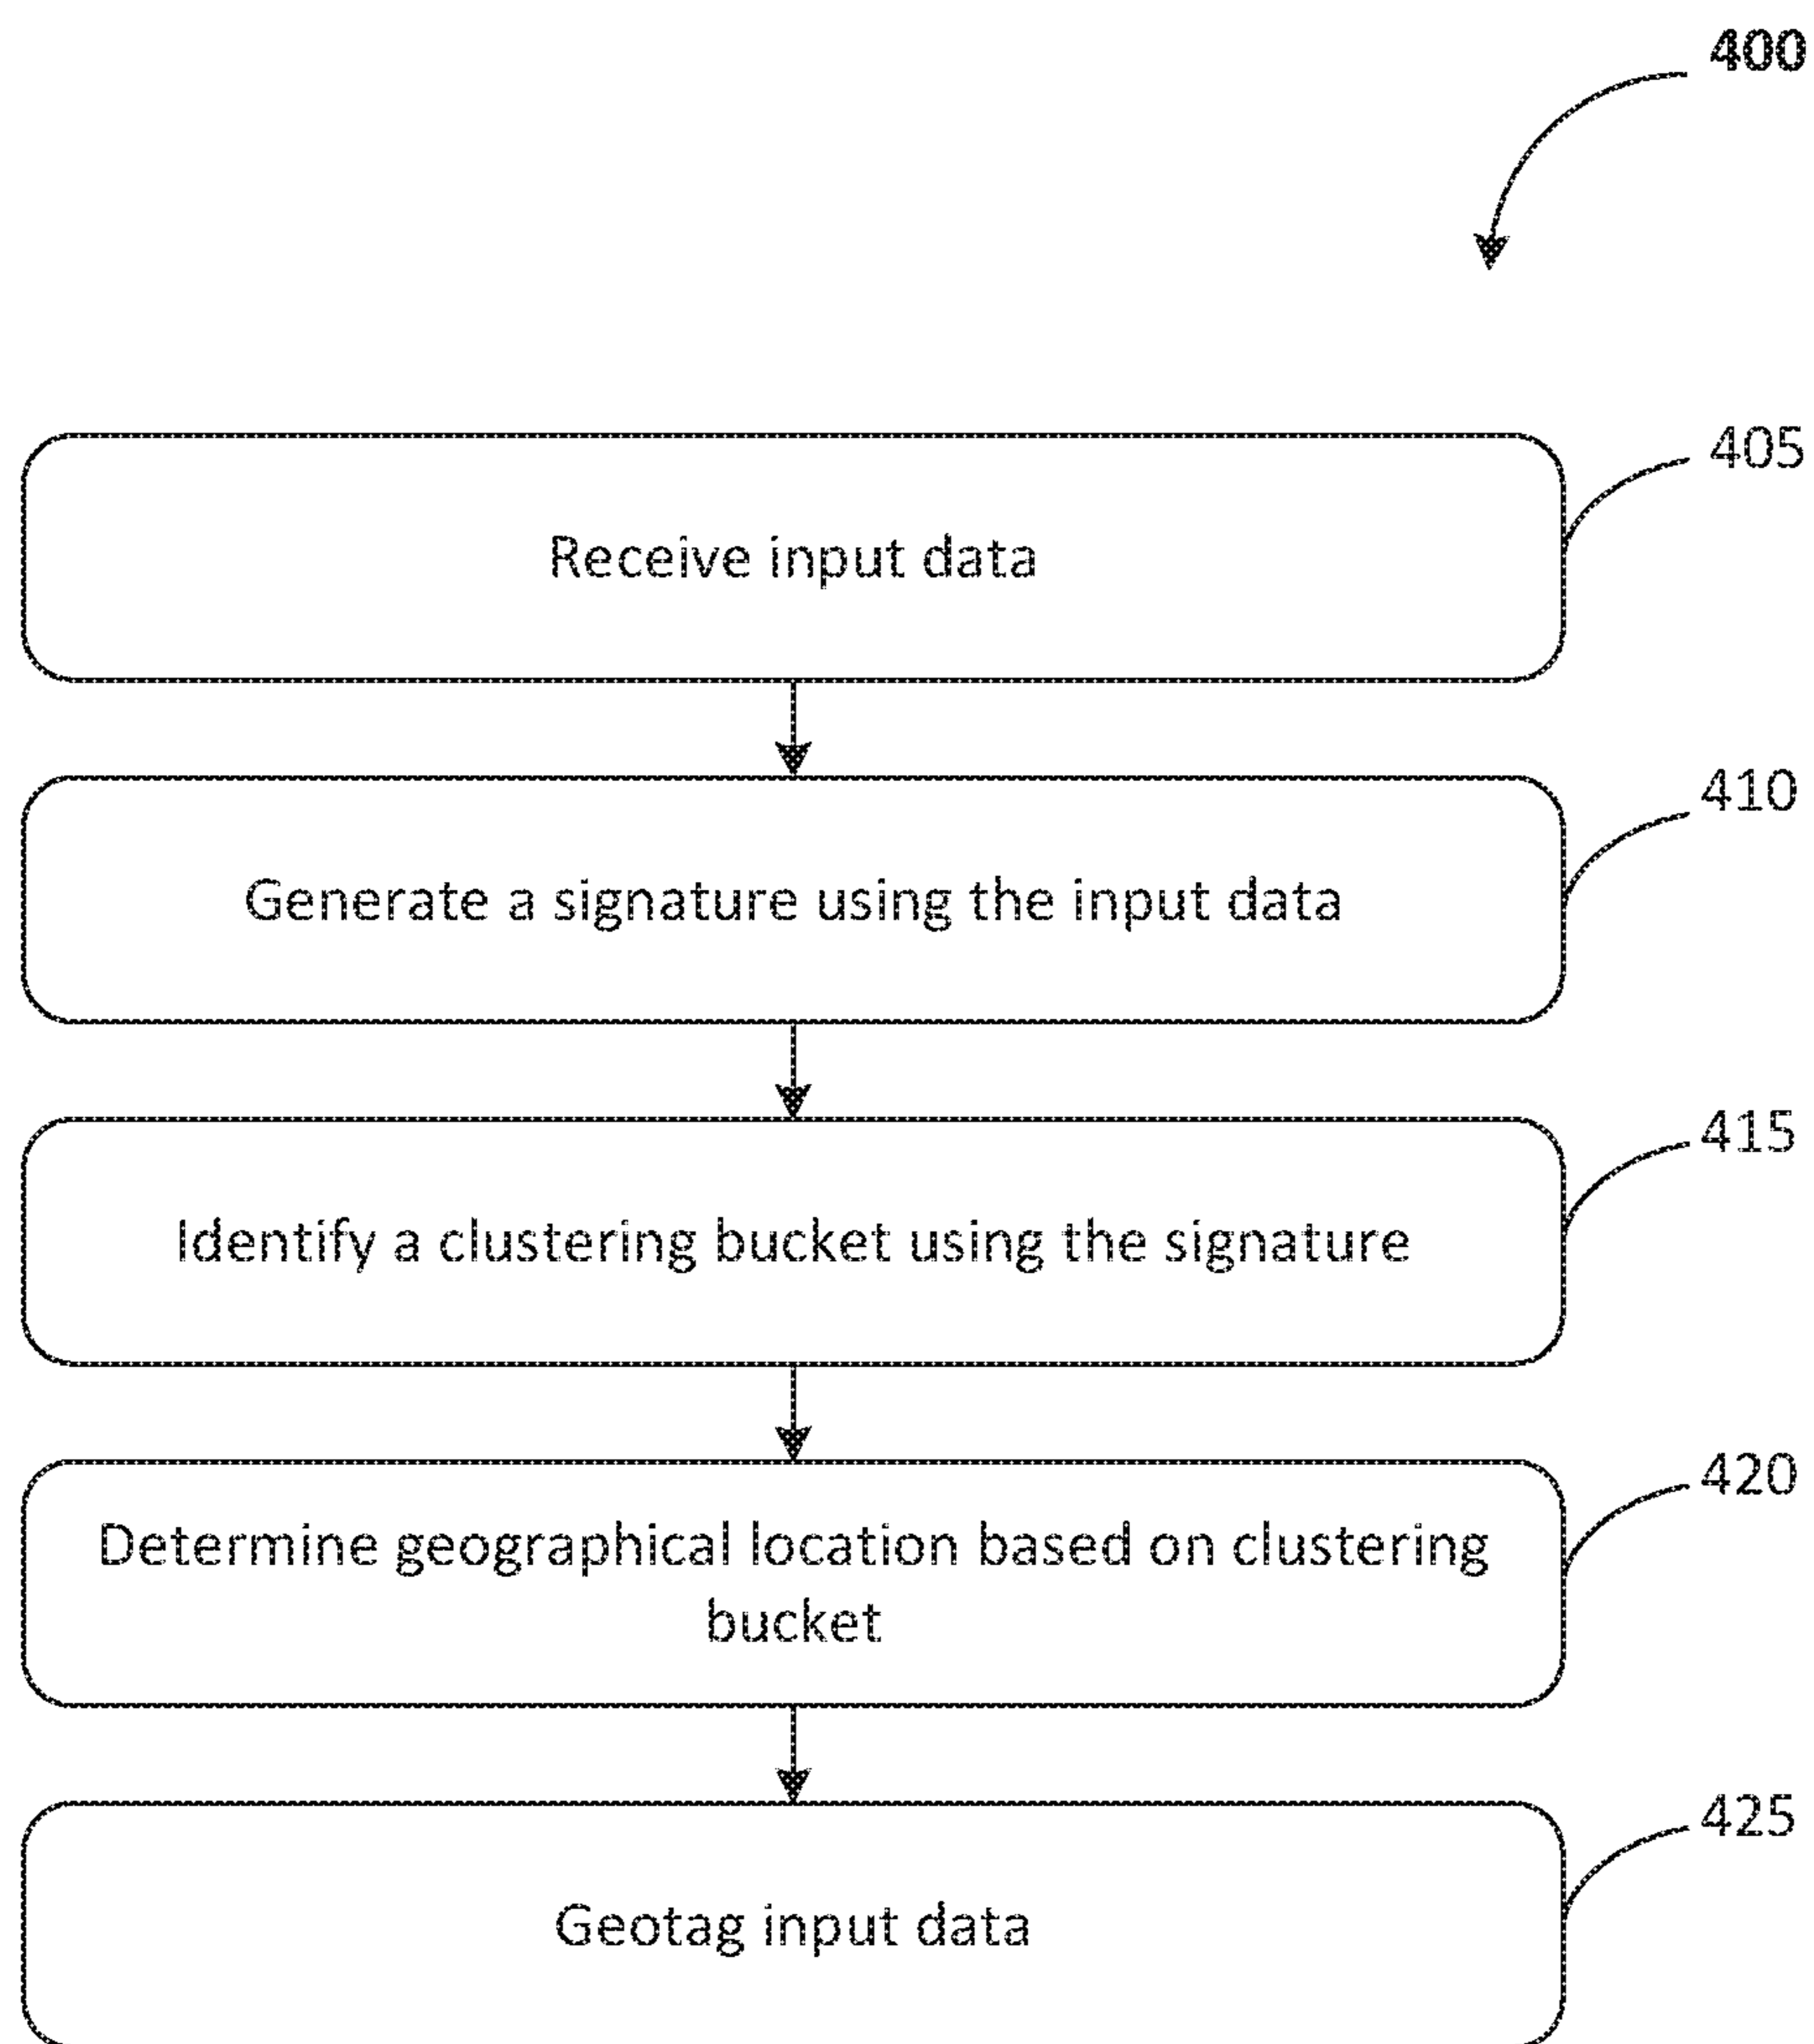 400
405
Receive input data
410
Generate a signature using the input data
415
Identify a clustering bucket using the signature
420
Determine geographical location based on clustering
bucket
425
Geotag input data